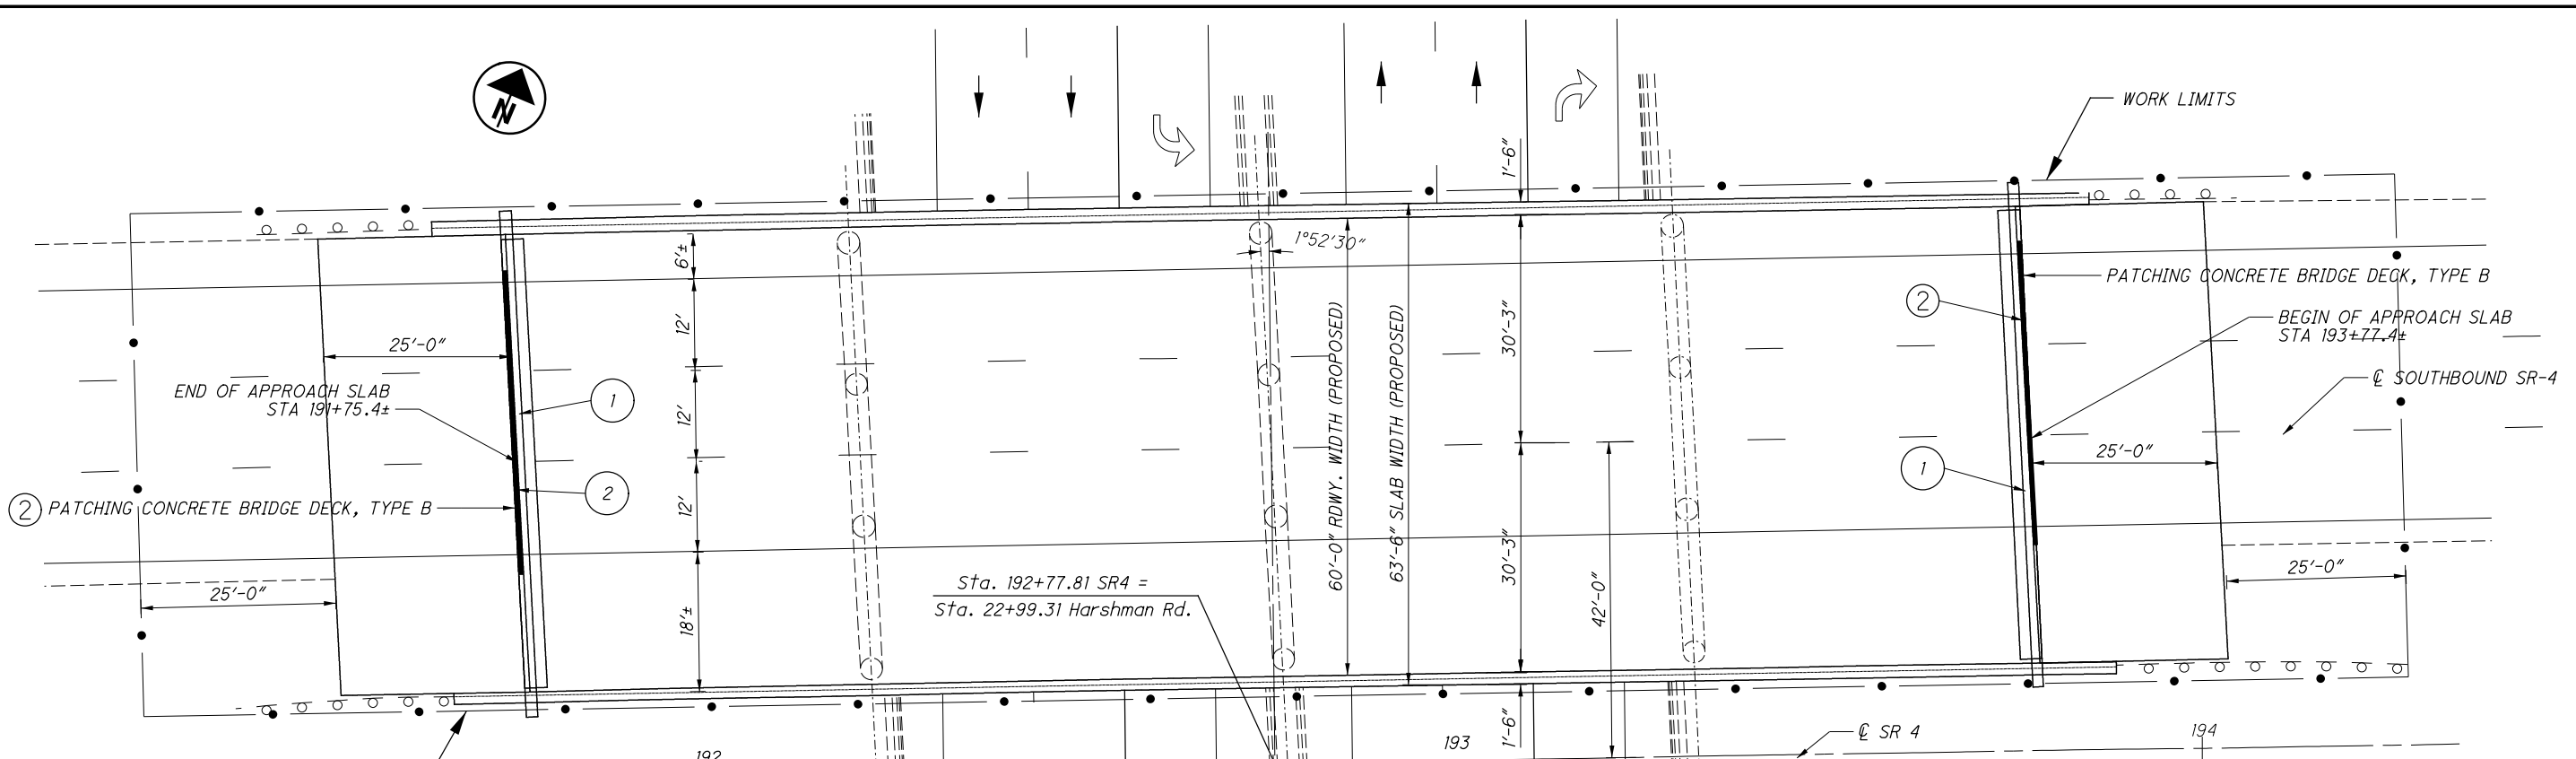 N
WORK LIMITS
1'-6"
6'±
1°52'30"
PATCHING CONCRETE BRIDGE DECK, TYPE B
2
BEGIN OF APPROACH SLAB
STA 193+77.4±
12'
25'-0"
30'-3"
60'-0" RDWY. WIDTH (PROPOSED)
63'-6" SLAB WIDTH (PROPOSED)
℄ SOUTHBOUND SR-4
END OF APPROACH SLAB
STA 191+75.4±
1
12'
25'-0"
1
2
2 PATCHING CONCRETE BRIDGE DECK, TYPE B
12'
30'-3"
25'-0"
25'-0"
Sta. 192+77.81 SR4 =
Sta. 22+99.31 Harshman Rd.
42'-0"
18'±
1'-6"
192
193
℄ SR 4
194